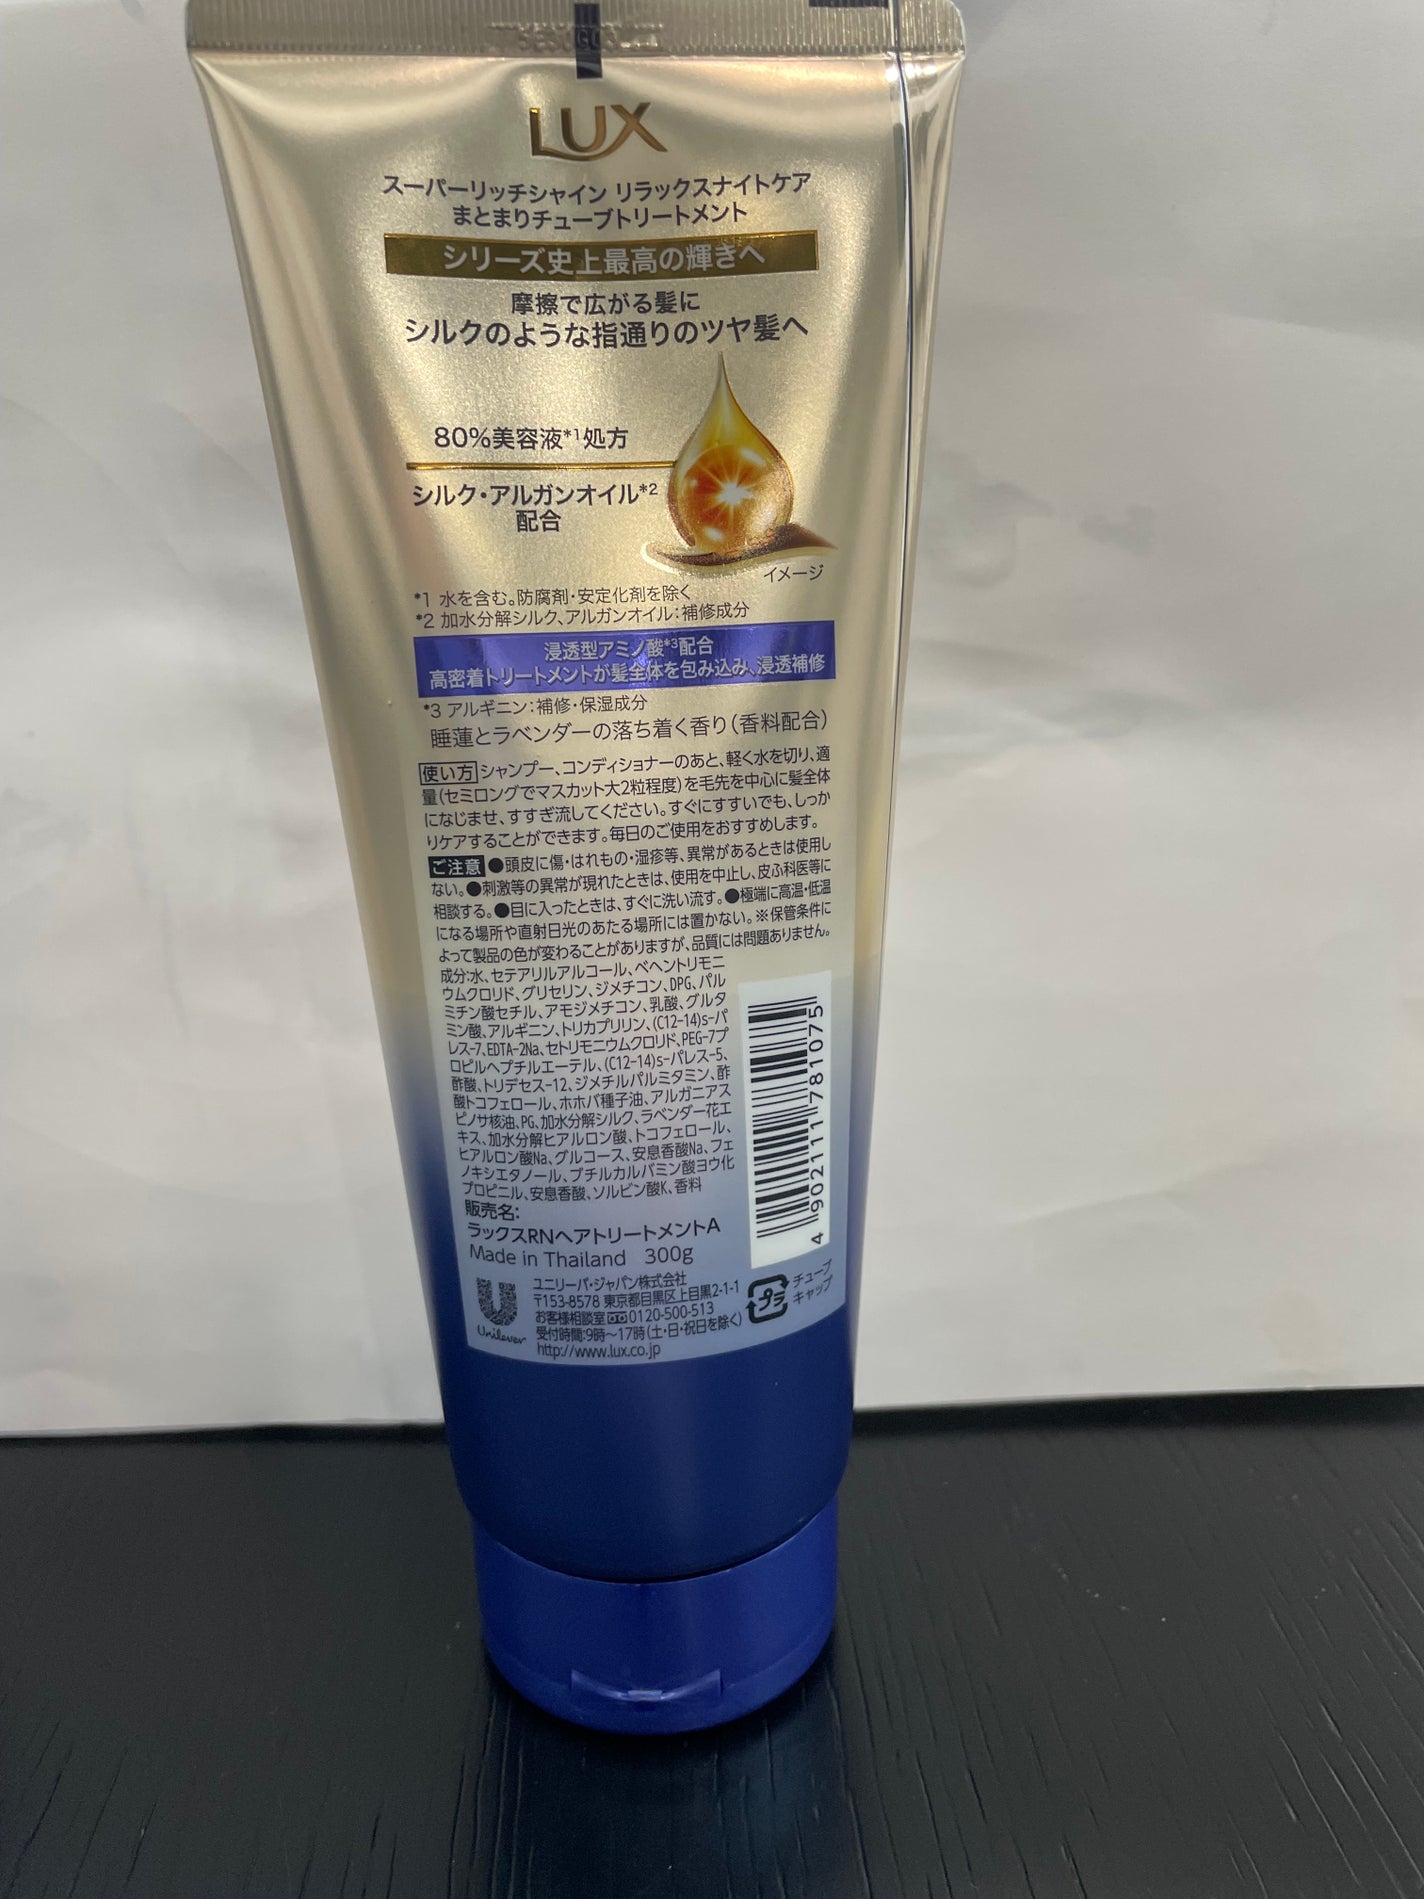 LUX
スーパーリッチシャイン リラックスナイトケア
まとまりチューブトリートメント
シリーズ史上最高の輝きへ
摩擦で広がる髪に
シルクのような指通りのツヤ髪へ
80%美容液*1処方
シルク・アルガンオイル*2
配合
イメージ
*1 水を含む。防腐剤・安定化剤を除く
*2 加水分解シルク、アルガンオイル:補修成分
浸透型アミノ酸*3配合
高密着トリートメントが髪全体を包み込み、浸透補修
*3 アルギニン:補修・保湿成分
睡蓮とラベンダーの落ち着く香り(香料配合)
使い方 シャンプー、コンディショナーのあと、軽く水を切り、適
量(セミロングでマスカット大2粒程度)を毛先を中心に髪全体
になじませ、すすぎ流してください。すぐにすすいでも、しっか
りケアすることができます。毎日のご使用をおすすめします。
ご注意 ●頭皮に傷・はれもの・湿疹等、異常があるときは使用し
ない。●刺激等の異常が現れたときは、使用を中止し、皮ふ科医等に
相談する。●目に入ったときは、すぐに洗い流す。●極端に高温・低温
になる場所や直射日光のあたる場所には置かない。※保管条件に
よって製品の色が変わることがありますが、品質には問題ありません。
成分:水、セテアリルアルコール、ベヘントリモニ
ウムクロリド、グリセリン、ジメチコン、DPG、パル
ミチン酸セチル、アモジメチコン、乳酸、グルタ
ミン酸、アルギニン、トリカプリリン、(C12-14)s-パ
レス-7、EDTA-2Na、セトリモニウムクロリド、PEG-7プ
ロピルヘプチルエーテル、(C12-14)s-パレス-5、
酢酸、トリデセス-12、ジメチルパルミタミン、酢
酸トコフェロール、ホホバ種子油、アルガニアス
ピノサ核油、PG、加水分解シルク、ラベンダー花エ
キス、加水分解ヒアルロン酸、トコフェロール、
ヒアルロン酸Na、グルコース、安息香酸Na、フェ
ノキシエタノール、ブチルカルバミン酸ヨウ化
プロピニル、安息香酸、ソルビン酸K、香料
販売名:
ラックスRNヘアトリートメントA
Made in Thailand 300g
4 902111 781075
Unilever
ユニリーバ・ジャパン株式会社
〒153-8578 東京都目黒区上目黒2-1-1
お客様相談室 0120-500-513
受付時間:9時～17時(土・日・祝日を除く)
http://www.lux.co.jp
プラ
チューブ
キャップ